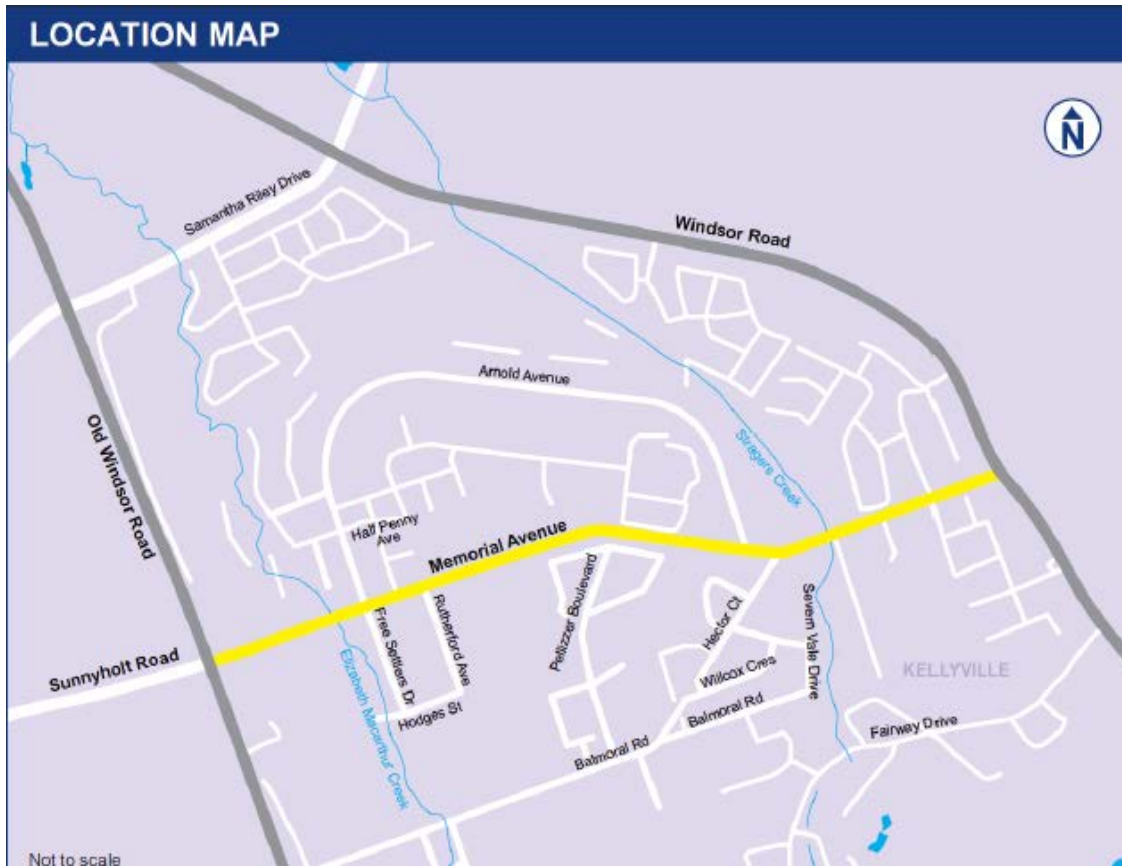 LOCATION MAP
N
Samantha Riley Drive
Windsor Road
Arnold Avenue
Old Windsor Road
Stragers Creek
Half Penny
Ave
Memorial Avenue
Pellizzer Boulevard
Hector Ct
Severn Vale Drive
Free Settlers Dr
Rutherford Ave
Sunnyholt Road
Elizabeth Macarthur Creek
Willcox Cres
KELLYVILLE
Hodges St
Balmoral Rd
Fairway Drive
Balmoral Rd
Not to scale